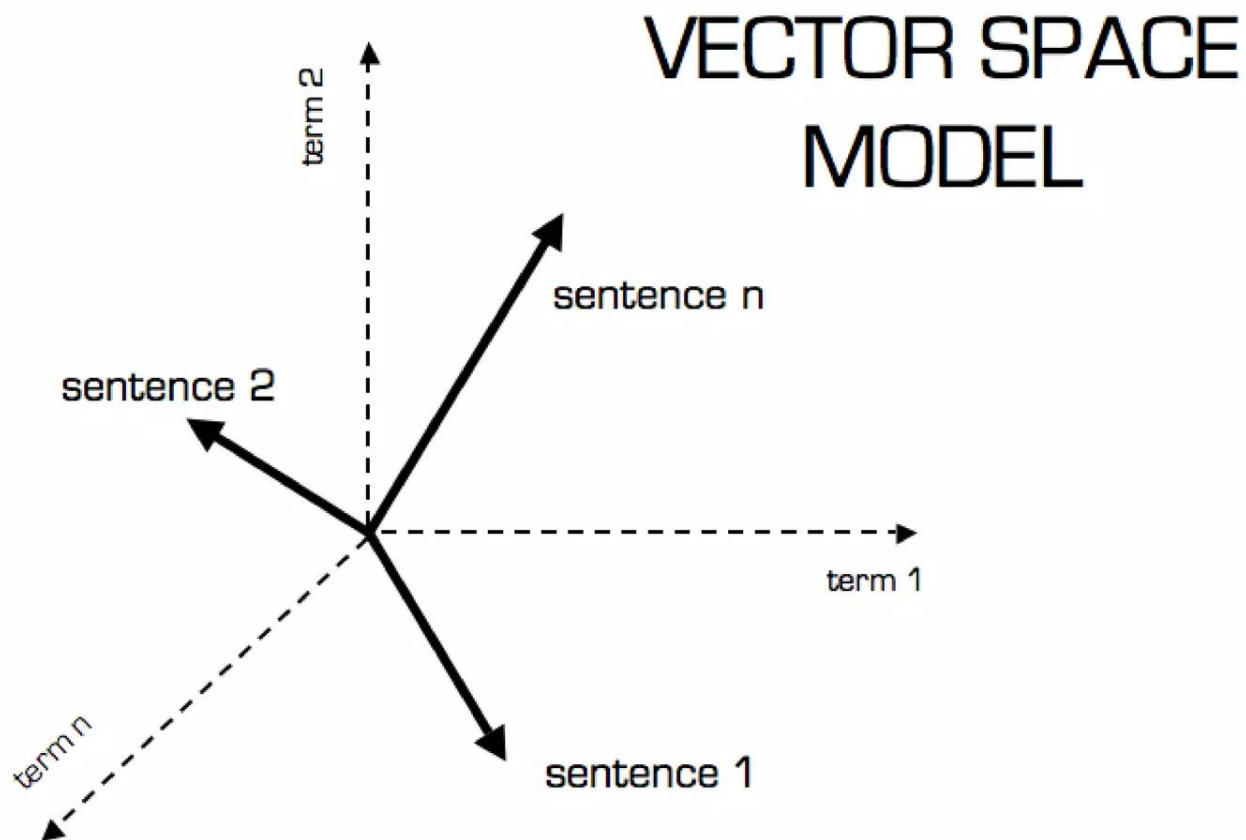 VECTOR SPACE
MODEL
term 2
sentence n
sentence 2
term 1
term n
sentence 1